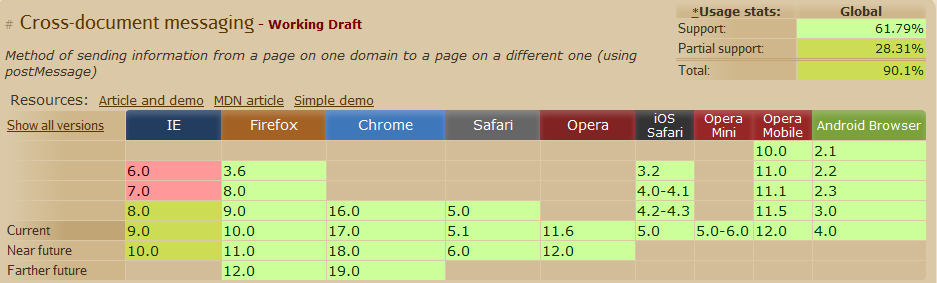 # Cross-document messaging - Working Draft
*Usage stats: Global
Support: 61.79%
Partial support: 28.31%
Total: 90.1%
Method of sending information from a page on one domain to a page on a different one (using
postMessage)
Resources: Article and demo MDN article Simple demo
Show all versions IE Firefox Chrome Safari Opera iOS Safari Opera Mini Opera Mobile Android Browser
10.0 2.1
6.0 3.6 3.2 11.0 2.2
7.0 8.0 4.0-4.1 11.1 2.3
8.0 9.0 16.0 5.0 4.2-4.3 11.5 3.0
Current 9.0 10.0 17.0 5.1 11.6 5.0 5.0-6.0 12.0 4.0
Near future 10.0 11.0 18.0 6.0 12.0
Farther future 12.0 19.0